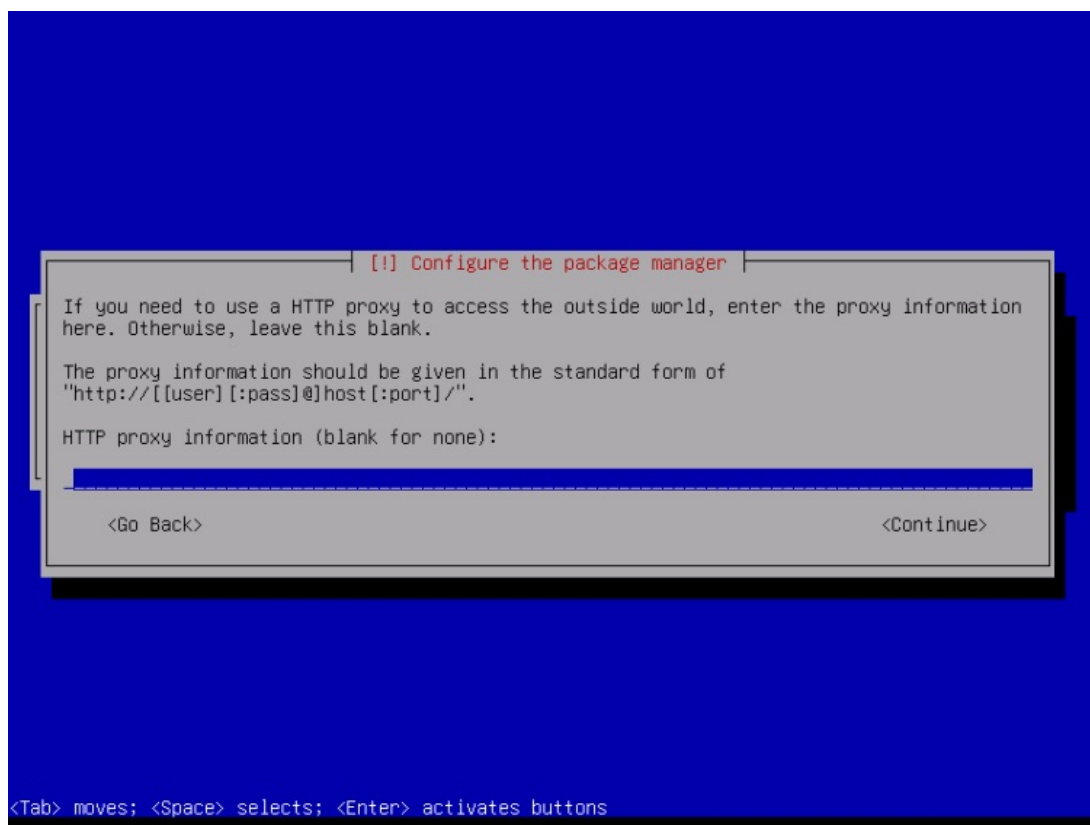 [!] Configure the package manager
If you need to use a HTTP proxy to access the outside world, enter the proxy information
here. Otherwise, leave this blank.
The proxy information should be given in the standard form of
"http://[[user][:pass]@]host[:port]/".
HTTP proxy information (blank for none):
<Go Back> <Continue>
<Tab> moves; <Space> selects; <Enter> activates buttons